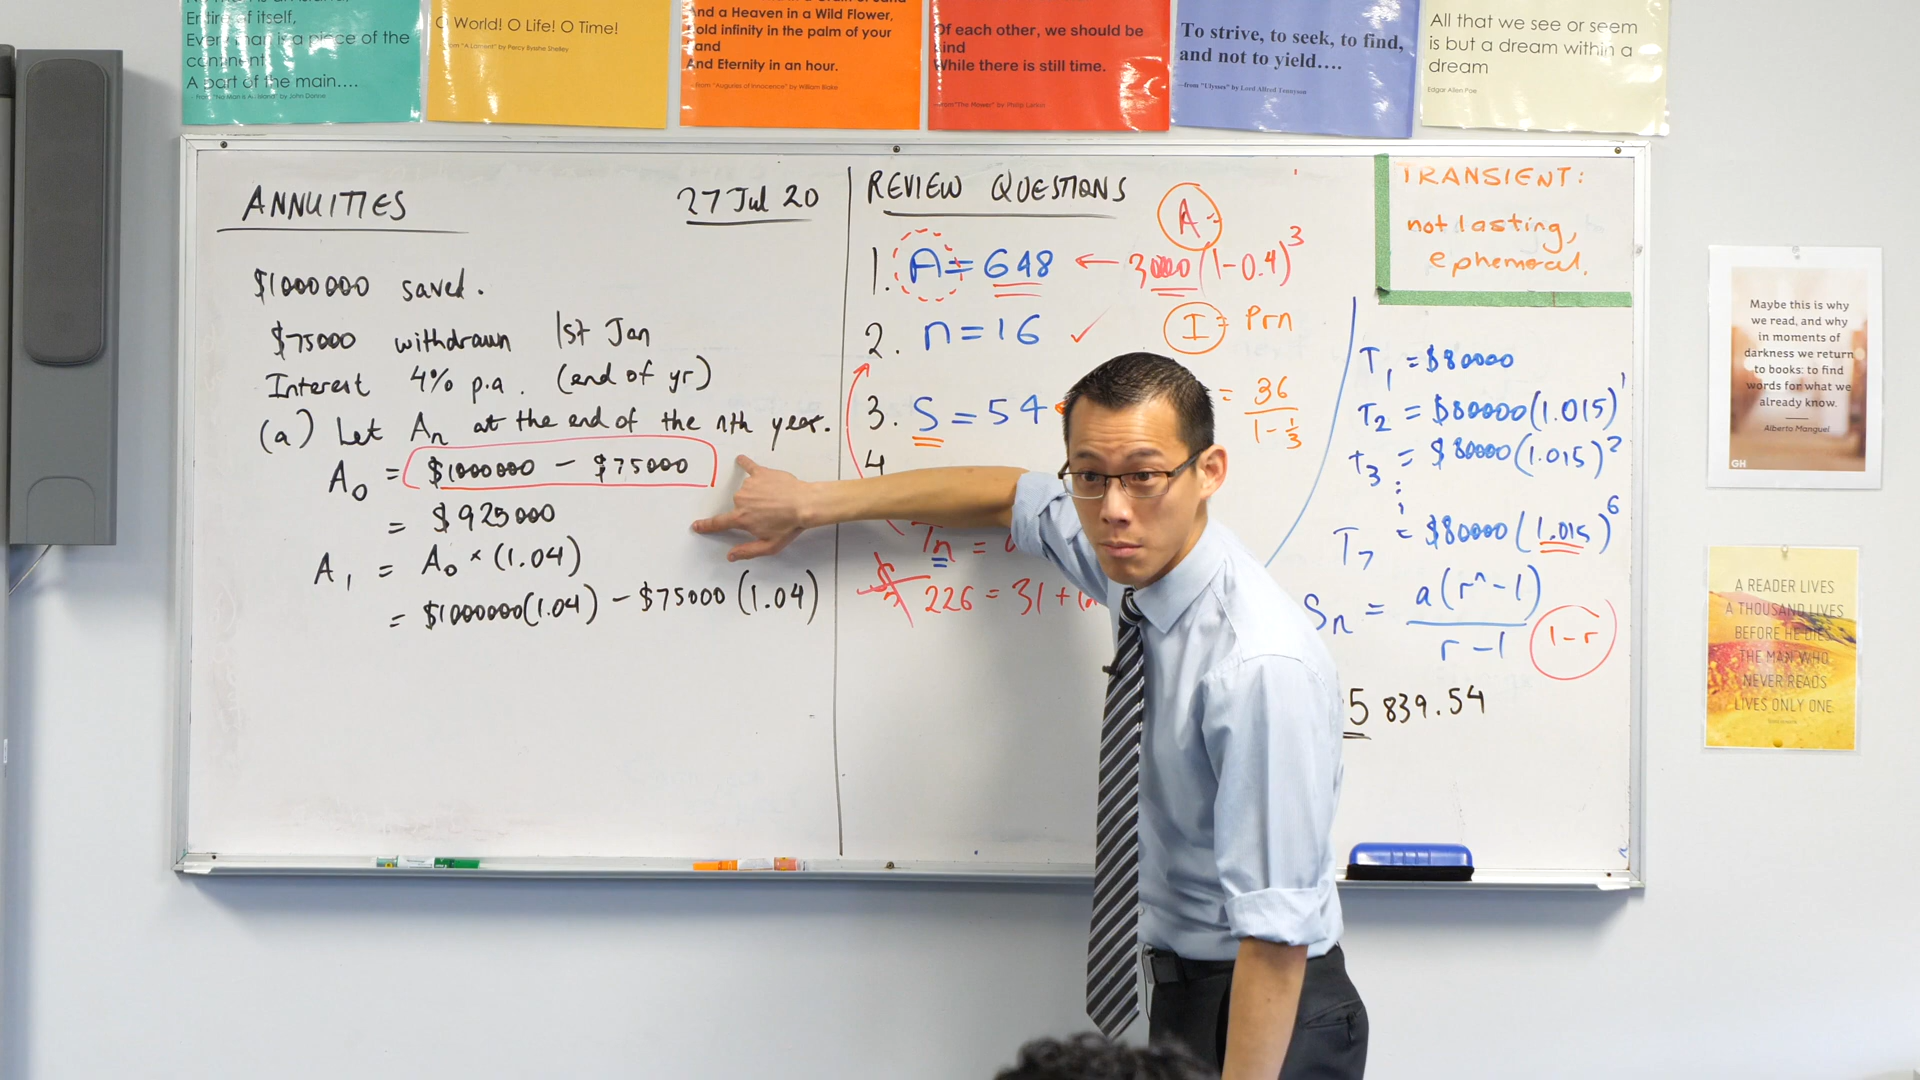 Entire of itself,
Every man is a piece of the
continent,
A part of the main....
from "No Man is an Island" by John Donne
O World! O Life! O Time!
from "A Lament" by Percy Bysshe Shelley
And a Heaven in a Wild Flower,
Hold infinity in the palm of your
hand
And Eternity in an hour.
from "Auguries of Innocence" by William Blake
Of each other, we should be
kind
While there is still time.
from "The Mower" by Philip Larkin
To strive, to seek, to find,
and not to yield....
from "Ulysses" by Lord Alfred Tennyson
All that we see or seem
is but a dream within a
dream
Edgar Allen Poe
ANNUITIES 27 Jul 20
$1000000 saved.
$75000 withdrawn 1st Jan
Interest 4% p.a. (end of yr)
(a) Let An at the end of the nth year.
A0 = $1000000 - $75000
= $925000
A1 = A0 × (1.04)
= $1000000(1.04) - $75000(1.04)
REVIEW QUESTIONS
1. A = 648 ← 3000(1-0.4)^3
A =
2. n = 16 ✓
I = Prn
3. S = 54
= 36/(1-1/3)
4
Tn =
226 = 31 +
TRANSIENT:
not lasting,
ephemeral.
T1 = $80000
T2 = $80000(1.015)^1
T3 = $80000(1.015)^2
T7 = $80000(1.015)^6
Sn = a(r^n - 1)/(r - 1)
1-r
5 839.54
Maybe this is why
we read, and why
in moments of
darkness we return
to books: to find
words for what we
already know.
Alberto Manguel
GH
A READER LIVES
A THOUSAND LIVES
BEFORE HE DIES
THE MAN WHO
NEVER READS
LIVES ONLY ONE